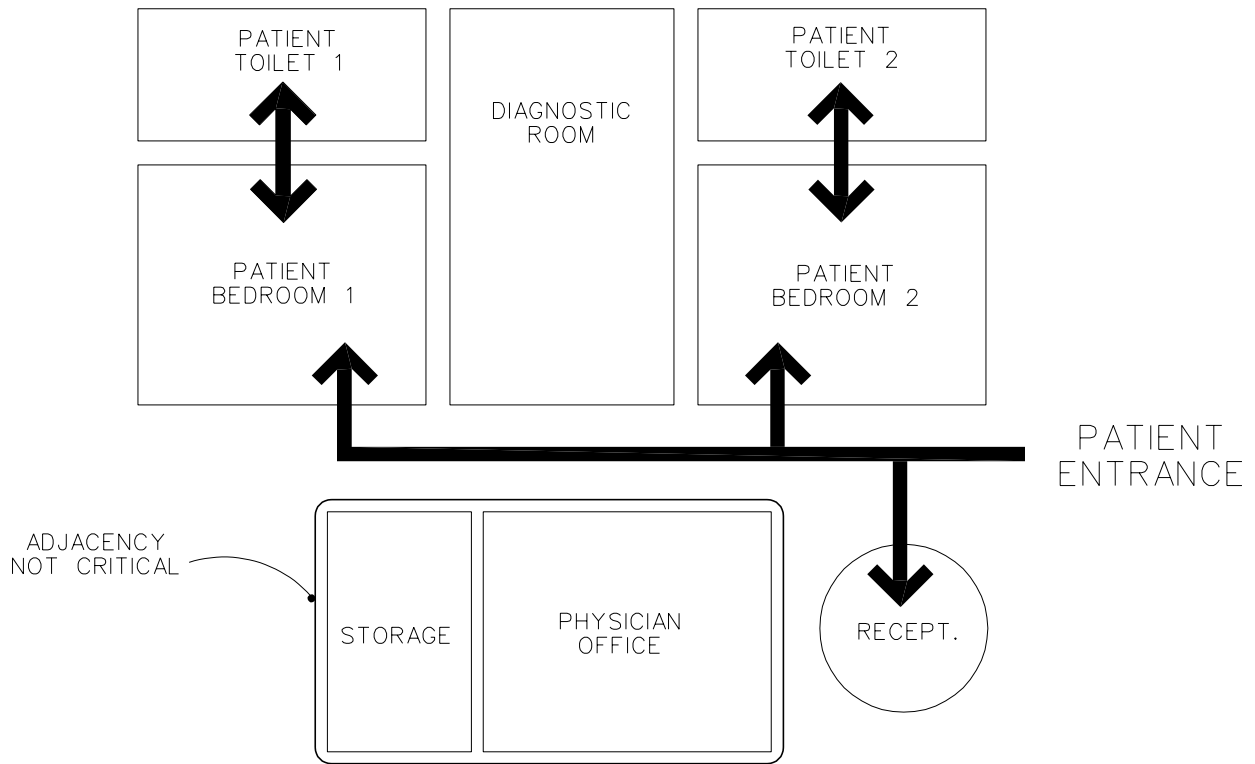 PATIENT
TOILET 1
DIAGNOSTIC
ROOM
PATIENT
TOILET 2
PATIENT
BEDROOM 1
PATIENT
BEDROOM 2
PATIENT
ENTRANCE
ADJACENCY
NOT CRITICAL
STORAGE
PHYSICIAN
OFFICE
RECEPT.